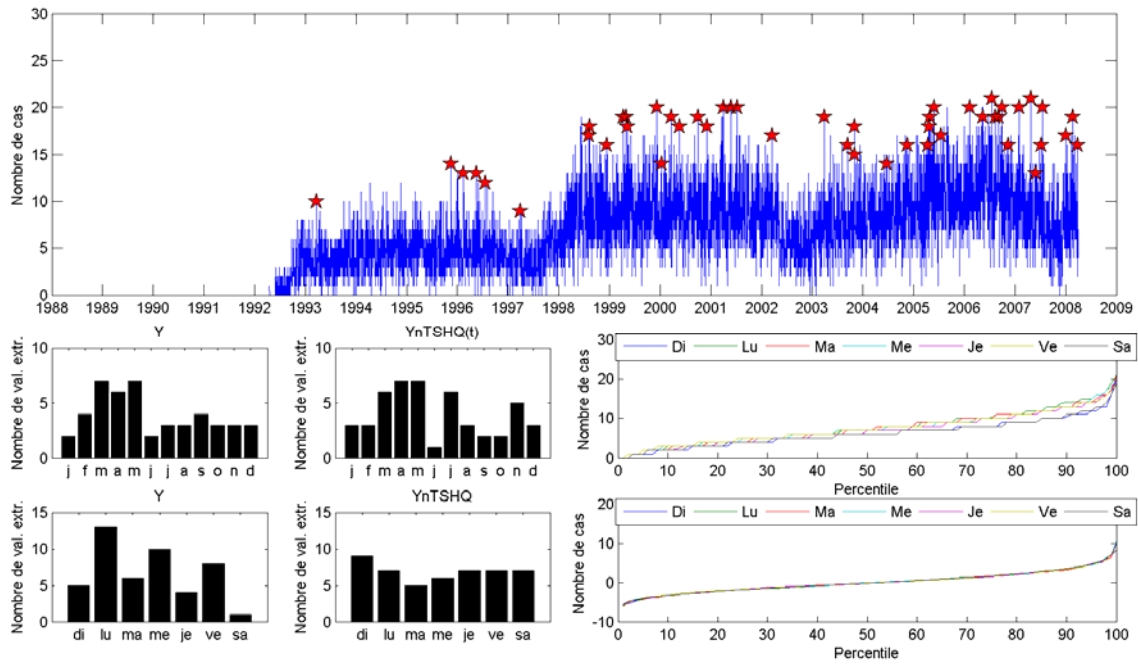 30
25
20
15
10
5
0
Nombre de cas
1988 1989 1990 1991 1992 1993 1994 1995 1996 1997 1998 1999 2000 2001 2002 2003 2004 2005 2006 2007 2008 2009
Y
10
5
0
Nombre de val. extr.
j f m a m j j a s o n d
YnTSHQ(t)
10
5
0
Nombre de val. extr.
j f m a m j j a s o n d
30
20
10
0
Nombre de cas
Di Lu Ma Me Je Ve Sa
0 10 20 30 40 50 60 70 80 90 100
Percentile
Y
15
10
5
0
Nombre de val. extr.
di lu ma me je ve sa
YnTSHQ
15
10
5
0
Nombre de val. extr.
di lu ma me je ve sa
20
10
0
-10
Nombre de cas
Di Lu Ma Me Je Ve Sa
0 10 20 30 40 50 60 70 80 90 100
Percentile